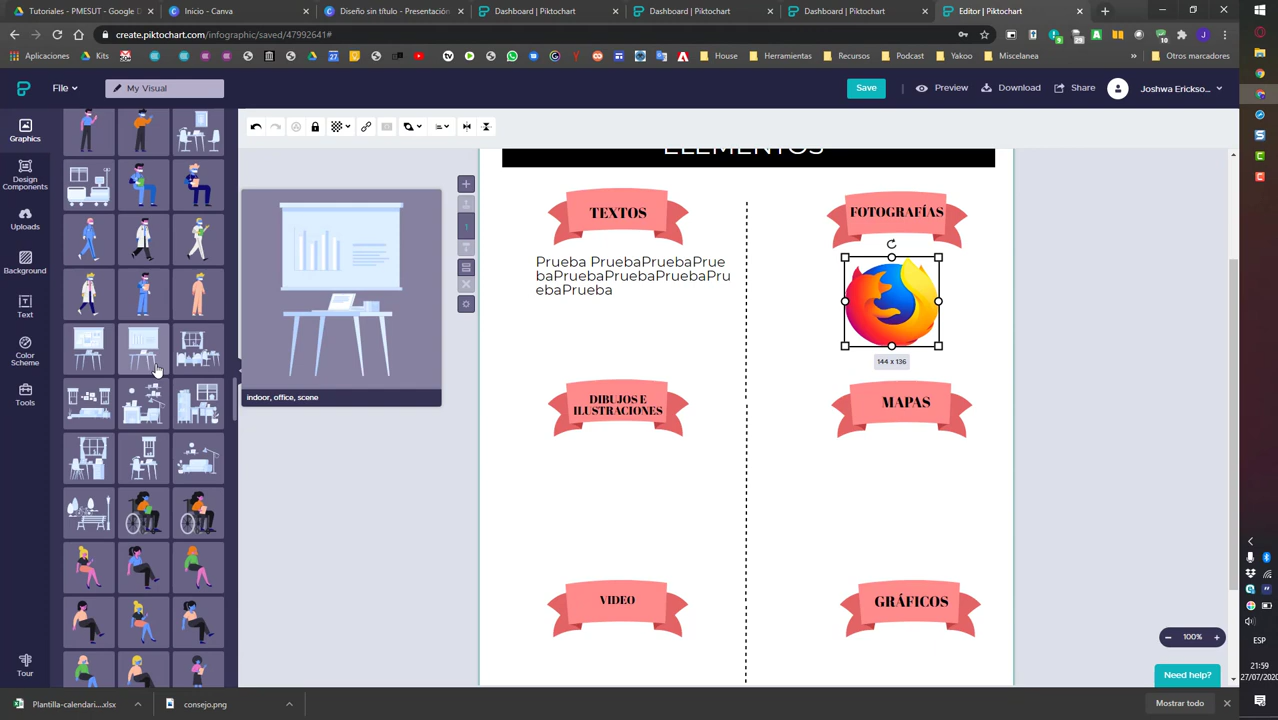 Tutoriales - PMESUT - Google Dri
Inicio - Canva
Diseño sin título - Presentación
Dashboard | Piktochart
Dashboard | Piktochart
Dashboard | Piktochart
Editor | Piktochart
create.piktochart.com/infographic/saved/47992641#
Aplicaciones
House
Herramientas
Recursos
Podcast
Yakoo
Miscelanea
»
Otros marcadores
File
My Visual
Save
Preview
Download
Share
Joshwa Erickso...
Graphics
Design
Components
Uploads
Background
Text
Color
Scheme
Tools
Tour
indoor, office, scene
1
ELEMENTOS
TEXTOS
FOTOGRAFÍAS
Prueba PruebaPruebaPrue
baPruebaPruebaPruebaPru
ebaPrueba
144 x 136
DIBUJOS E
ILUSTRACIONES
MAPAS
VIDEO
GRÁFICOS
100%
Need help?
ESP
21:59
27/07/2020
Plantilla-calendari....xlsx
consejo.png
Mostrar todo